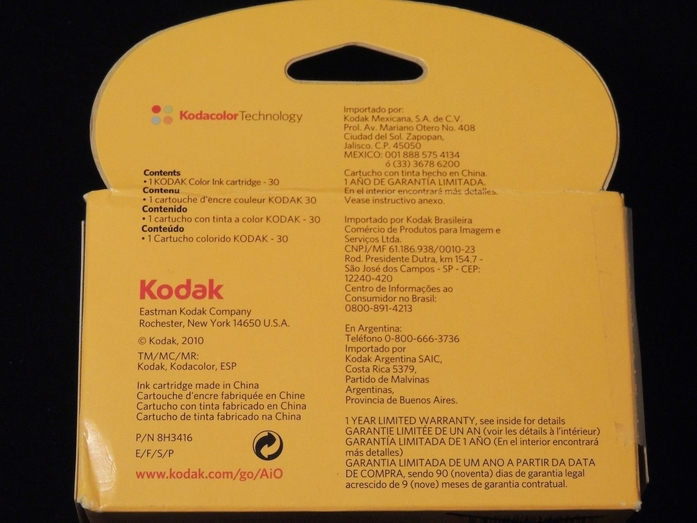 Kodacolor Technology
Contents
• 1 KODAK Color Ink cartridge - 30
Contenu
• 1 cartouche d'encre couleur KODAK 30
Contenido
• 1 cartucho con tinta a color KODAK - 30
Conteúdo
• 1 Cartucho colorido KODAK - 30
Kodak
Eastman Kodak Company
Rochester, New York 14650 U.S.A.
© Kodak, 2010
TM/MC/MR:
Kodak, Kodacolor, ESP
Ink cartridge made in China
Cartouche d'encre fabriquée en Chine
Cartucho con tinta fabricado en China
Cartucho de tinta fabricado na China
P/N 8H3416
E/F/S/P
www.kodak.com/go/AiO
Importado por:
Kodak Mexicana, S.A. de C.V.
Prol. Av. Mariano Otero No. 408
Ciudad del Sol. Zapopan,
Jalisco. C.P. 45050
MEXICO: 001 888 575 4134
ó (33) 3678 6200
Cartucho con tinta hecho en China.
1 AÑO DE GARANTÍA LIMITADA.
En el interior encontrará más detalles.
Vease instructivo anexo.
Importado por Kodak Brasileira
Comércio de Produtos para Imagem e
Serviços Ltda.
CNPJ/MF 61.186.938/0010-23
Rod. Presidente Dutra, km 154.7 -
São José dos Campos - SP - CEP:
12240-420
Centro de Informações ao
Consumidor no Brasil:
0800-891-4213
En Argentina:
Teléfono 0-800-666-3736
Importado por
Kodak Argentina SAIC,
Costa Rica 5379,
Partido de Malvinas
Argentinas,
Provincia de Buenos Aires.
1 YEAR LIMITED WARRANTY, see inside for details
GARANTIE LIMITÉE DE UN AN (voir les détails à l'intérieur)
GARANTÍA LIMITADA DE 1 AÑO (En el interior encontrará
más detalles)
GARANTIA LIMITADA DE UM ANO A PARTIR DA DATA
DE COMPRA, sendo 90 (noventa) dias de garantia legal
acrescido de 9 (nove) meses de garantia contratual.